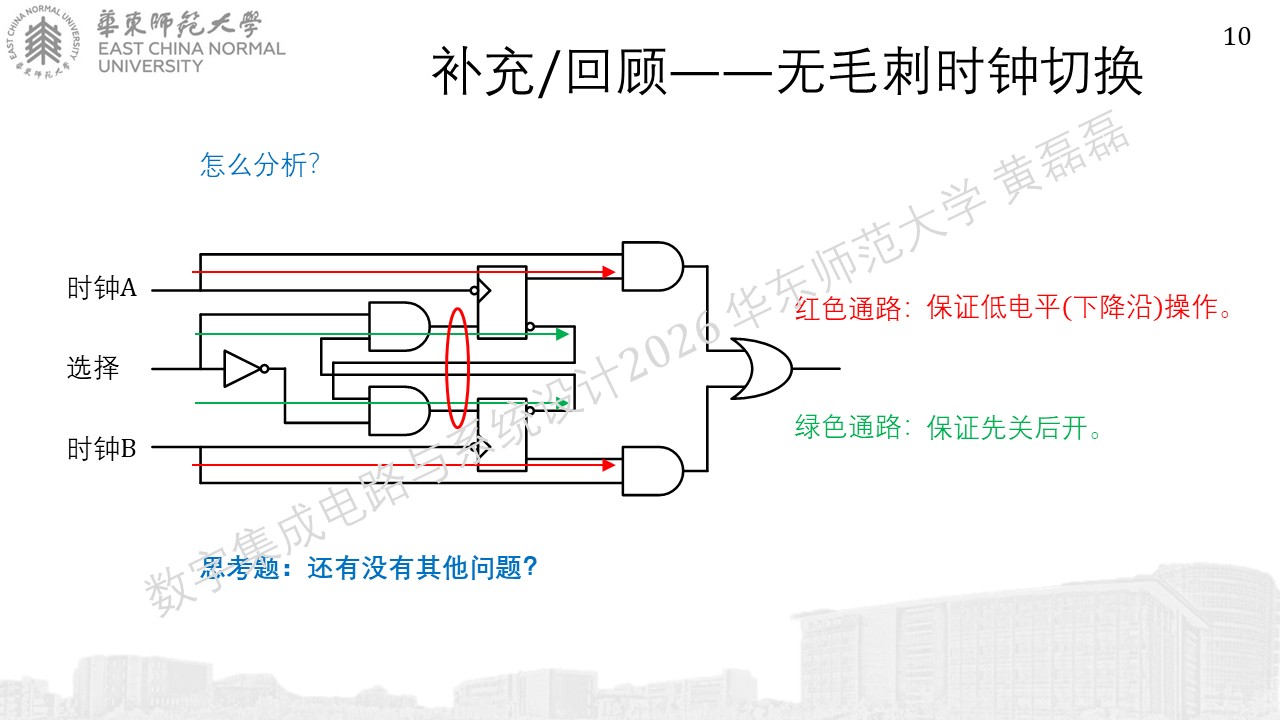 華東師范大學
EAST CHINA NORMAL
UNIVERSITY
10
补充/回顾——无毛刺时钟切换
怎么分析?
时钟A
选择
时钟B
红色通路：保证低电平(下降沿)操作。
绿色通路：保证先关后开。
思考题：还有没有其他问题?
数字集成电路与系统设计2026 华东师范大学 黄磊磊